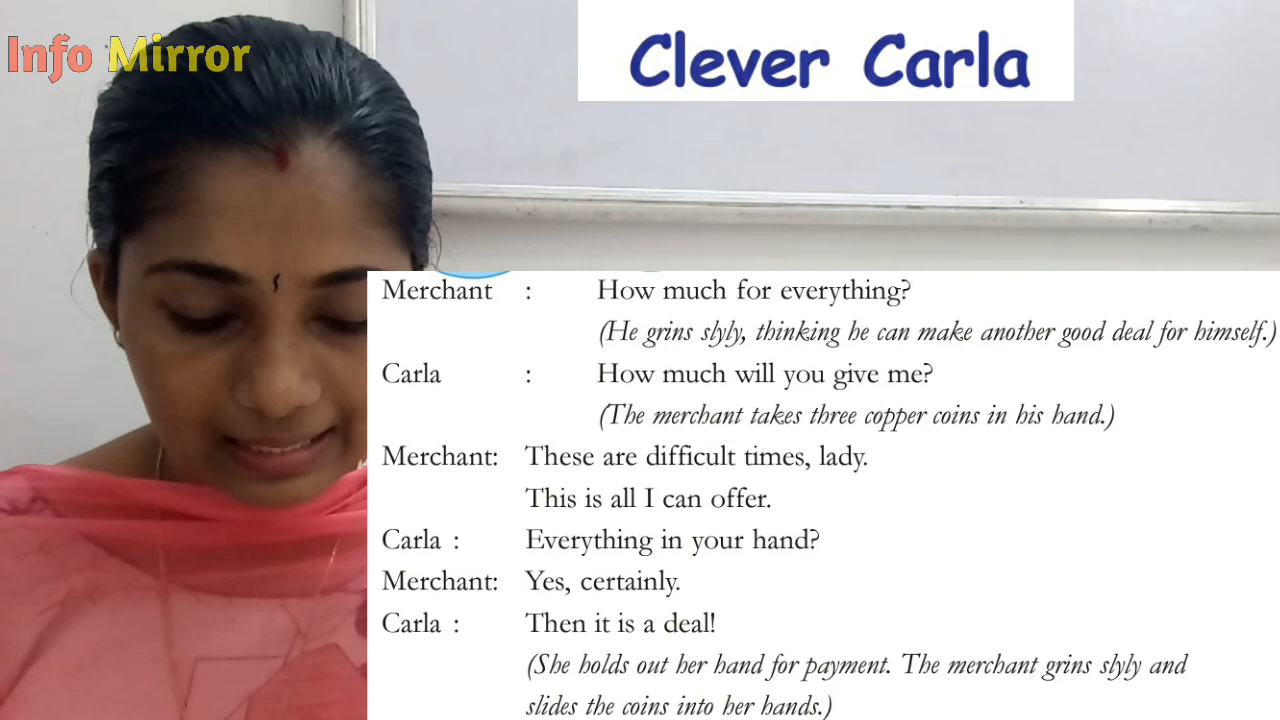 Info Mirror
Clever Carla
Merchant : How much for everything?
(He grins slyly, thinking he can make another good deal for himself.)
Carla : How much will you give me?
(The merchant takes three copper coins in his hand.)
Merchant: These are difficult times, lady.
This is all I can offer.
Carla : Everything in your hand?
Merchant: Yes, certainly.
Carla : Then it is a deal!
(She holds out her hand for payment. The merchant grins slyly and
slides the coins into her hands.)